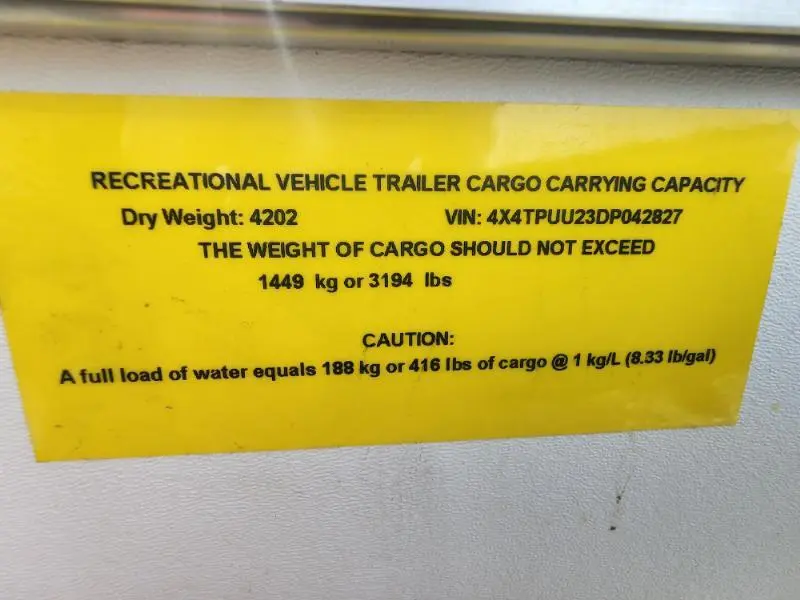 RECREATIONAL VEHICLE TRAILER CARGO CARRYING CAPACITY
Dry Weight: 4202 VIN: 4X4TPUU23DP042827
THE WEIGHT OF CARGO SHOULD NOT EXCEED
1449 kg or 3194 lbs
CAUTION:
A full load of water equals 188 kg or 416 lbs of cargo @ 1 kg/L (8.33 lb/gal)